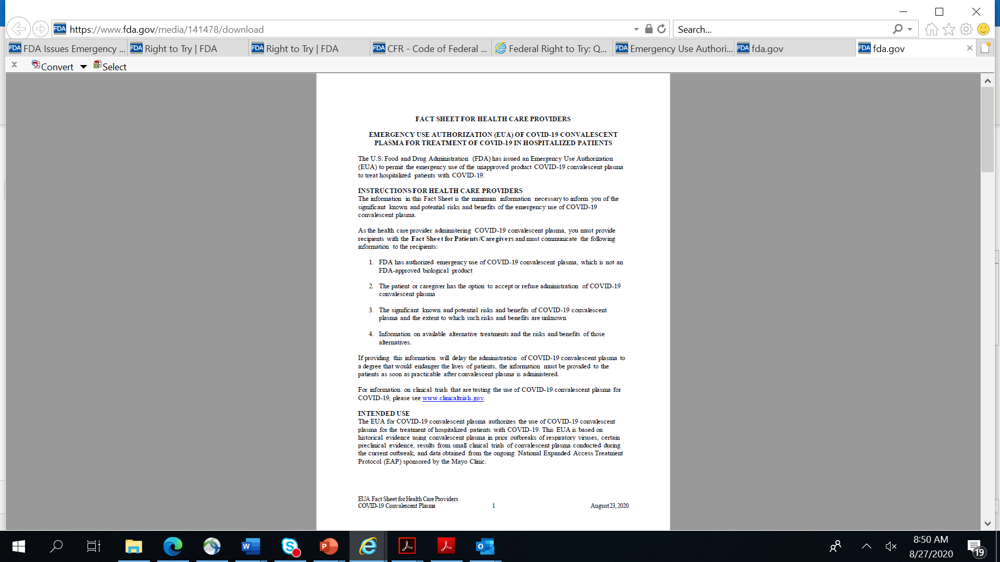 FDA https://www.fda.gov/media/141478/download
Search...
FDA FDA Issues Emergency ...
FDA Right to Try | FDA
FDA Right to Try | FDA
FDA CFR - Code of Federal ...
Federal Right to Try: Q...
FDA Emergency Use Authori...
FDA fda.gov
FDA fda.gov
x Convert Select
FACT SHEET FOR HEALTH CARE PROVIDERS
EMERGENCY USE AUTHORIZATION (EUA) OF COVID-19 CONVALESCENT
PLASMA FOR TREATMENT OF COVID-19 IN HOSPITALIZED PATIENTS
The U.S. Food and Drug Administration (FDA) has issued an Emergency Use Authorization
(EUA) to permit the emergency use of the unapproved product COVID-19 convalescent plasma
to treat hospitalized patients with COVID-19.
INSTRUCTIONS FOR HEALTH CARE PROVIDERS
The information in this Fact Sheet is the minimum information necessary to inform you of the
significant known and potential risks and benefits of the emergency use of COVID-19
convalescent plasma.
As the health care provider administering COVID-19 convalescent plasma, you must provide
recipients with the Fact Sheet for Patients/Caregivers and must communicate the following
information to the recipients:
1. FDA has authorized emergency use of COVID-19 convalescent plasma, which is not an
FDA-approved biological product
2. The patient or caregiver has the option to accept or refuse administration of COVID-19
convalescent plasma
3. The significant known and potential risks and benefits of COVID-19 convalescent
plasma and the extent to which such risks and benefits are unknown
4. Information on available alternative treatments and the risks and benefits of those
alternatives.
If providing this information will delay the administration of COVID-19 convalescent plasma to
a degree that would endanger the lives of patients, the information must be provided to the
patients as soon as practicable after convalescent plasma is administered.
For information on clinical trials that are testing the use of COVID-19 convalescent plasma for
COVID-19, please see www.clinicaltrials.gov.
INTENDED USE
The EUA for COVID-19 convalescent plasma authorizes the use of COVID-19 convalescent
plasma for the treatment of hospitalized patients with COVID-19. This EUA is based on
historical evidence using convalescent plasma in prior outbreaks of respiratory viruses, certain
preclinical evidence, results from small clinical trials of convalescent plasma conducted during
the current outbreak, and data obtained from the ongoing National Expanded Access Treatment
Protocol (EAP) sponsored by the Mayo Clinic.
EUA Fact Sheet for Health Care Providers
COVID-19 Convalescent Plasma 1 August 23, 2020
8:50 AM
8/27/2020
19